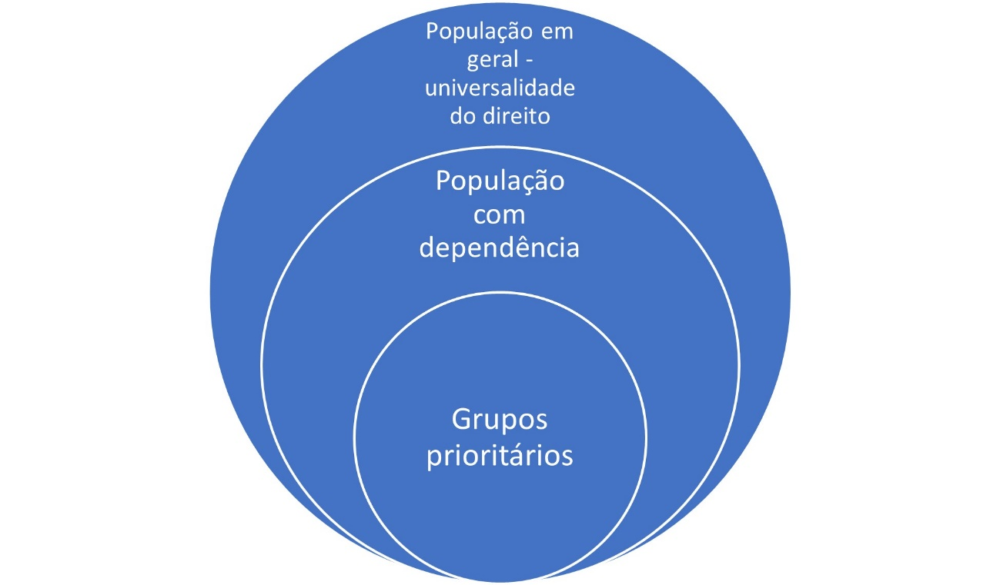 População em
geral -
universalidade
do direito
População
com
dependência
Grupos
prioritários